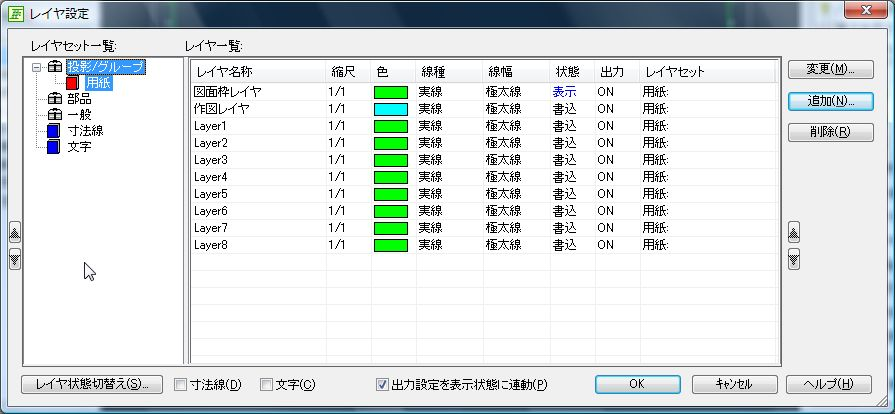 レイヤ設定
レイヤセット一覧:
レイヤ一覧:
投影/グループ
用紙
部品
一般
寸法線
文字
レイヤ名称 縮尺 色 線種 線幅 状態 出力 レイヤセット
図面枠レイヤ 1/1 実線 極太線 表示 ON 用紙:
作図レイヤ 1/1 実線 極太線 書込 ON 用紙:
Layer1 1/1 実線 極太線 書込 ON 用紙:
Layer2 1/1 実線 極太線 書込 ON 用紙:
Layer3 1/1 実線 極太線 書込 ON 用紙:
Layer4 1/1 実線 極太線 書込 ON 用紙:
Layer5 1/1 実線 極太線 書込 ON 用紙:
Layer6 1/1 実線 極太線 書込 ON 用紙:
Layer7 1/1 実線 極太線 書込 ON 用紙:
Layer8 1/1 実線 極太線 書込 ON 用紙:
変更(M)...
追加(N)...
削除(R)
レイヤ状態切替え(S)... 寸法線(D) 文字(C) 出力設定を表示状態に連動(P) OK キャンセル ヘルプ(H)